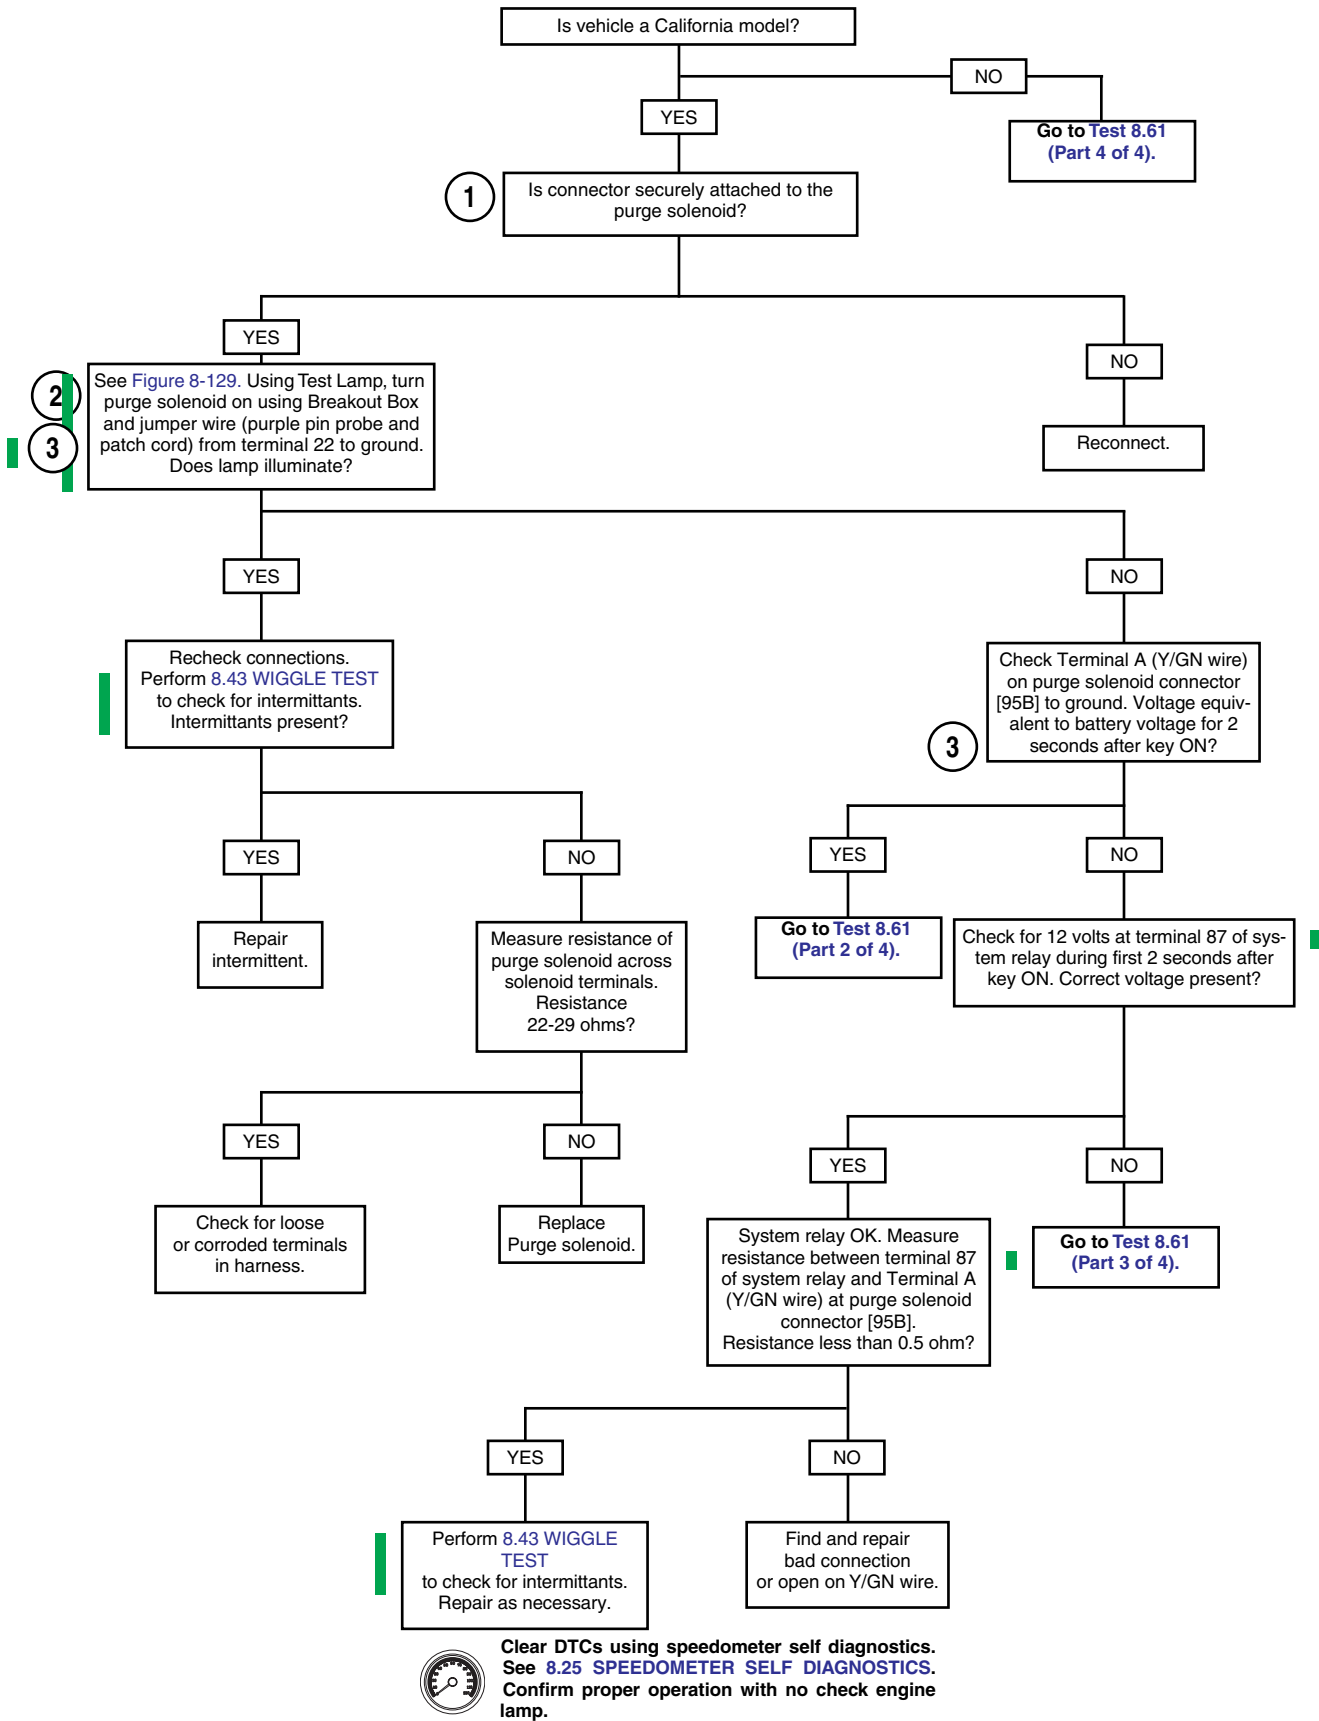 Is vehicle a California model?
NO
YES
Go to Test 8.61
(Part 4 of 4).
1
Is connector securely attached to the
purge solenoid?
YES
NO
2
3
See Figure 8-129. Using Test Lamp, turn
purge solenoid on using Breakout Box
and jumper wire (purple pin probe and
patch cord) from terminal 22 to ground.
Does lamp illuminate?
Reconnect.
YES
NO
Recheck connections.
Perform 8.43 WIGGLE TEST
to check for intermittants.
Intermittants present?
3
Check Terminal A (Y/GN wire)
on purge solenoid connector
[95B] to ground. Voltage equiv-
alent to battery voltage for 2
seconds after key ON?
YES
NO
YES
NO
Repair
intermittent.
Measure resistance of
purge solenoid across
solenoid terminals.
Resistance
22-29 ohms?
Go to Test 8.61
(Part 2 of 4).
Check for 12 volts at terminal 87 of sys-
tem relay during first 2 seconds after
key ON. Correct voltage present?
YES
NO
YES
NO
Check for loose
or corroded terminals
in harness.
Replace
Purge solenoid.
System relay OK. Measure
resistance between terminal 87
of system relay and Terminal A
(Y/GN wire) at purge solenoid
connector [95B].
Resistance less than 0.5 ohm?
Go to Test 8.61
(Part 3 of 4).
YES
NO
Perform 8.43 WIGGLE
TEST
to check for intermittants.
Repair as necessary.
Find and repair
bad connection
or open on Y/GN wire.
Clear DTCs using speedometer self diagnostics.
See 8.25 SPEEDOMETER SELF DIAGNOSTICS.
Confirm proper operation with no check engine
lamp.